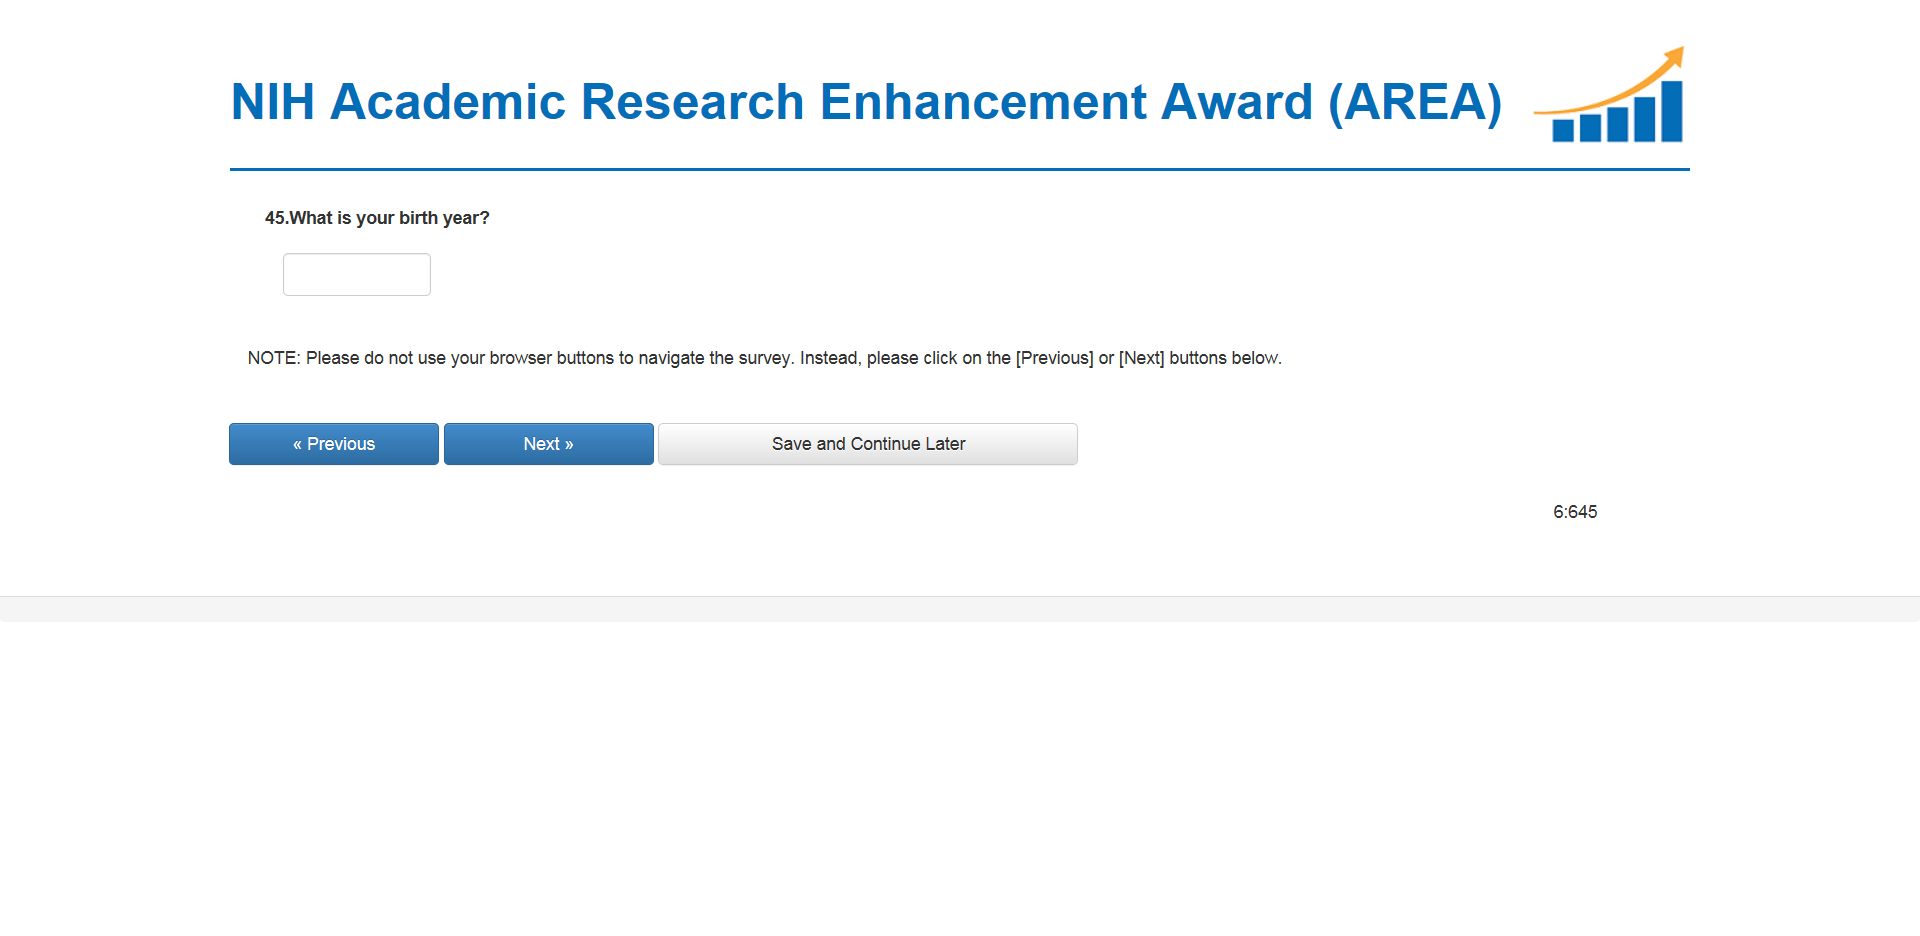 NIH Academic Research Enhancement Award (AREA)
45.What is your birth year?
NOTE: Please do not use your browser buttons to navigate the survey. Instead, please click on the [Previous] or [Next] buttons below.
« Previous
Next »
Save and Continue Later
6:645